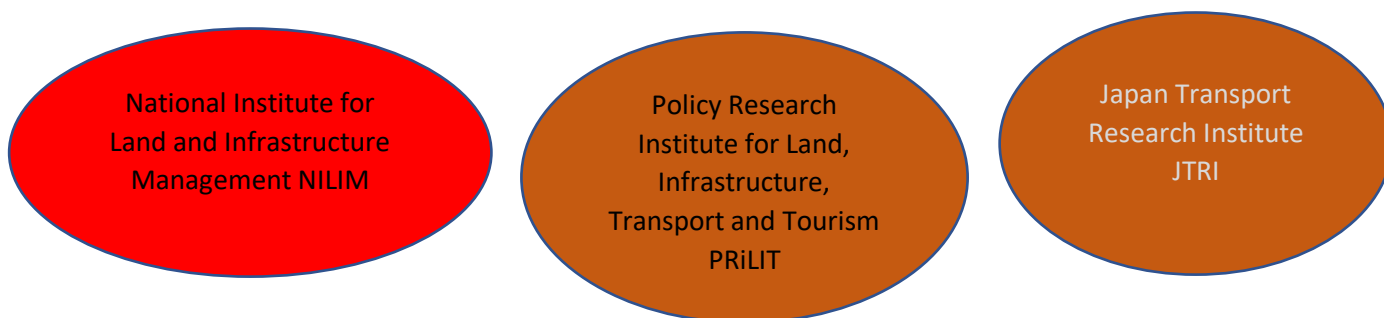 National Institute for
Land and Infrastructure
Management NILIM
Policy Research
Institute for Land,
Infrastructure,
Transport and Tourism
PRiLIT
Japan Transport
Research Institute
JTRI